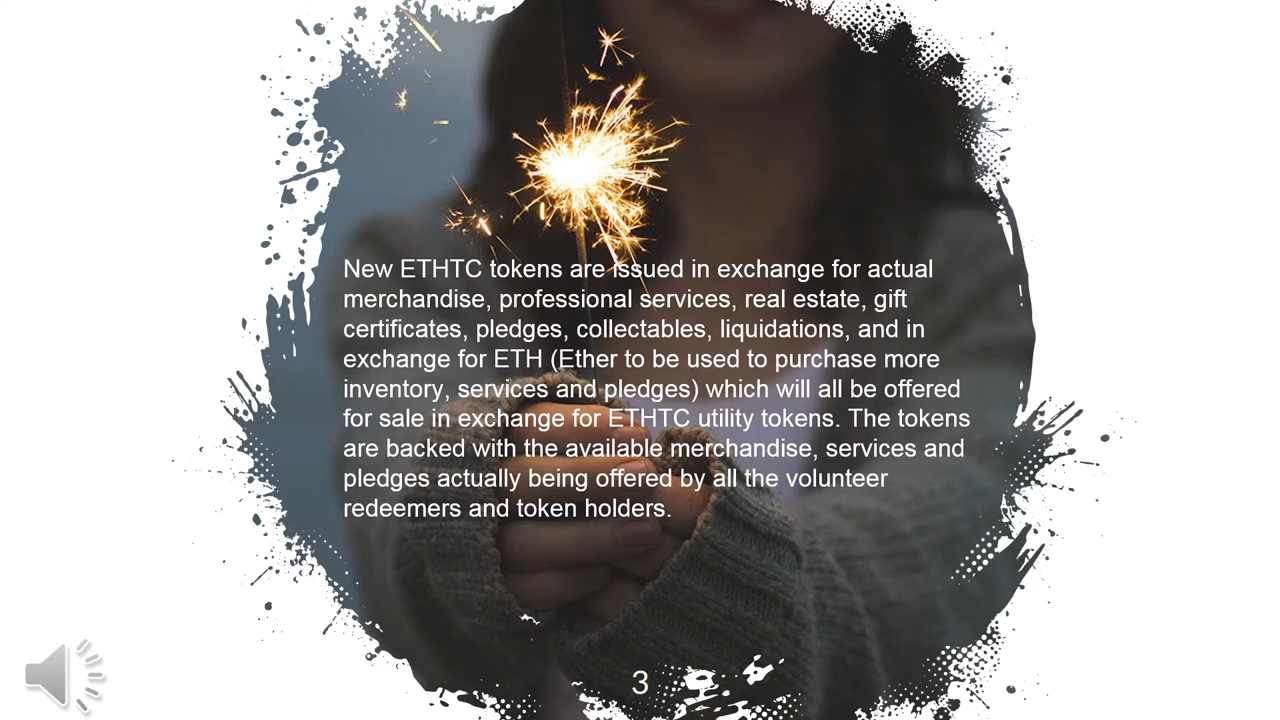 New ETHTC tokens are issued in exchange for actual
merchandise, professional services, real estate, gift
certificates, pledges, collectables, liquidations, and in
exchange for ETH (Ether to be used to purchase more
inventory, services and pledges) which will all be offered
for sale in exchange for ETHTC utility tokens. The tokens
are backed with the available merchandise, services and
pledges actually being offered by all the volunteer
redeemers and token holders.
3